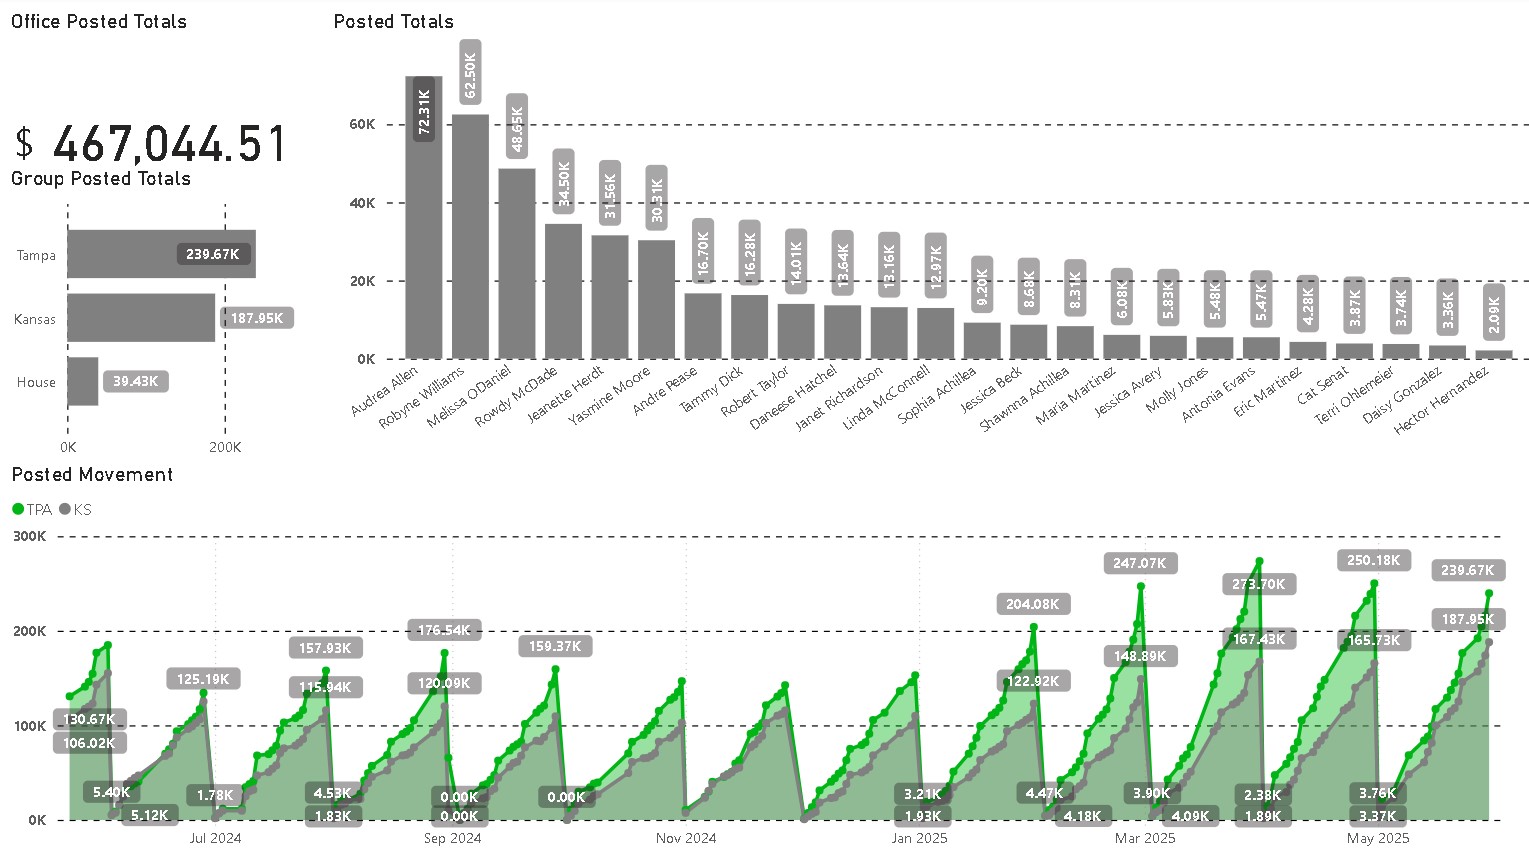 Office Posted Totals
$ 467,044.51
Group Posted Totals
Tampa
239.67K
Kansas
187.95K
House
39.43K
0K
200K
Posted Totals
60K
40K
20K
0K
72.31K
62.50K
48.65K
34.50K
31.56K
30.31K
16.70K
16.28K
14.01K
13.64K
13.16K
12.97K
9.20K
8.68K
8.31K
6.08K
5.83K
5.48K
5.47K
4.28K
3.87K
3.74K
3.36K
2.09K
Audrea Allen
Robyne Williams
Melissa ODaniel
Rowdy McDade
Jeanette Herdt
Yasmine Moore
Andre Pease
Tammy Dick
Robert Taylor
Daneese Hatchel
Janet Richardson
Linda McConnell
Sophia Achillea
Jessica Beck
Shawnna Achillea
Maria Martinez
Jessica Avery
Molly Jones
Antonia Evans
Eric Martinez
Cat Senat
Terri Ohlemeier
Daisy Gonzalez
Hector Hernandez
Posted Movement
TPA
KS
300K
200K
100K
0K
130.67K
106.02K
5.40K
5.12K
125.19K
1.78K
157.93K
115.94K
4.53K
1.83K
176.54K
120.09K
0.00K
0.00K
159.37K
0.00K
3.21K
1.93K
204.08K
122.92K
4.47K
4.18K
247.07K
148.89K
3.90K
4.09K
273.70K
167.43K
2.38K
1.89K
250.18K
165.73K
3.76K
3.37K
239.67K
187.95K
Jul 2024
Sep 2024
Nov 2024
Jan 2025
Mar 2025
May 2025